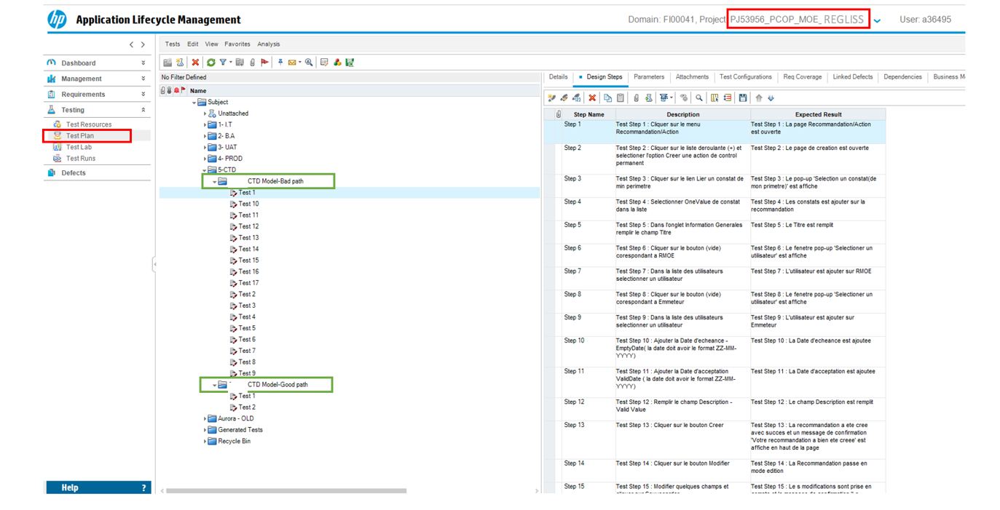 hp Application Lifecycle Management
Domain: FI00041, Project PJ53956_PCOP_MOE_ REGLISS
User: a36495
Dashboard
Management
Requirements
Testing
Test Resources
Test Plan
Test Lab
Test Runs
Defects
Help ?
Tests Edit View Favorites Analysis
No Filter Defined
Name
Subject
Unattached
1- I.T
2- B.A
3- UAT
4- PROD
5-CTD
CTD Model-Bad path
Test 1
Test 10
Test 11
Test 12
Test 13
Test 14
Test 15
Test 16
Test 17
Test 2
Test 3
Test 4
Test 5
Test 6
Test 7
Test 8
Test 9
CTD Model-Good path
Test 1
Test 2
Aurora - OLD
Generated Tests
Recycle Bin
Details Design Steps Parameters Attachments Test Configurations Req Coverage Linked Defects Dependencies Business M
Step Name Description Expected Result
Step 1
Test Step 1 : Cliquer sur le menu
Recommandation/Action
Test Step 1 : La page Recommandation/Action
est ouverte
Step 2
Test Step 2 : Cliquer sur le liste deroulante (+) et
selectioner l'option Creer une action de control
permanent
Test Step 2 : Le page de creation est ouverte
Step 3
Test Step 3 : Cliquer sur le lien Lier un constat de
min perimetre
Test Step 3 : Le pop-up 'Selection un constat(de
mon primetre)' est affiche
Step 4
Test Step 4 : Selectionner OneValue de constat
dans la liste
Test Step 4 : Les constats est ajouter sur la
recommandation
Step 5
Test Step 5 : Dans l'onglet Information Generales
remplir le champ Titre
Test Step 5 : Le Titre est remplit
Step 6
Test Step 6 : Cliquer sur le bouton (vide)
corespondant a RMOE
Test Step 6 : Le fenetre pop-up 'Selectioner un
utilisateur' est affiche
Step 7
Test Step 7 : Dans la liste des utilisateurs
selectionner un utilisateur
Test Step 7 : L'utilisateur est ajouter sur RMOE
Step 8
Test Step 8 : Cliquer sur le bouton (vide)
corespondant a Emmeteur
Test Step 8 : Le fenetre pop-up 'Selectioner un
utilisateur' est affiche
Step 9
Test Step 9 : Dans la liste des utilisateurs
selectionner un utilisateur
Test Step 9 : L'utilisateur est ajouter sur
Emmeteur
Step 10
Test Step 10 : Ajouter la Date d'echeance -
EmptyDate( la date doit avoir le format ZZ-MM-
YYYY)
Test Step 10 : La Date d'echeance est ajoutee
Step 11
Test Step 11 : Ajouter la Date d'acceptation
ValidDate ( la date doit avoir le format ZZ-MM-
YYYY)
Test Step 11 : La Date d'acceptation est ajoutee
Step 12
Test Step 12 : Remplir le champ Description -
Valid Value
Test Step 12 : Le champ Description est remplit
Step 13
Test Step 13 : Cliquer sur le bouton Creer
Test Step 13 : La recommandation a ete cree
avec succes et un message de confirmation
'Votre recommandation a bien ete creee' est
affiche en haut de la page
Step 14
Test Step 14 : Cliquer sur le bouton Modifier
Test Step 14 : La Recommandation passe en
mode edition
Step 15
Test Step 15 : Modifier quelques champs et
Test Step 15 : Le s modifications sont prise en